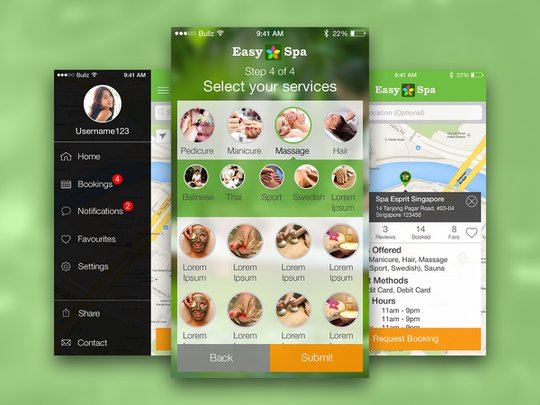 Bullz 9:41 AM
Username123
Home
Bookings 4
Notifications 2
Favourites
Settings
Share
Contact
Bullz 9:41 AM 22%
Easy Spa
Step 4 of 4
Select your services
Pedicure Manicure Massage Hair
Balinese Thai Sport Swedish Lorem
Ipsum
Lorem Lorem Lorem Lorem
Ipsum Ipsum Ipsum Ipsum
Lorem Lorem Lorem Lorem
Back Submit
9:41 AM 22%
Easy Spa
Location (Optional)
Spa Esprit Singapore
14 Tanjong Pagar Road, #03-04
Singapore 123456
3 14 8
Reviews Booked Favs
Offered
Manicure, Hair, Massage
Sport, Swedish), Sauna
Methods
Card, Debit Card
Hours
11am - 9pm
11am - 9pm
Request Booking